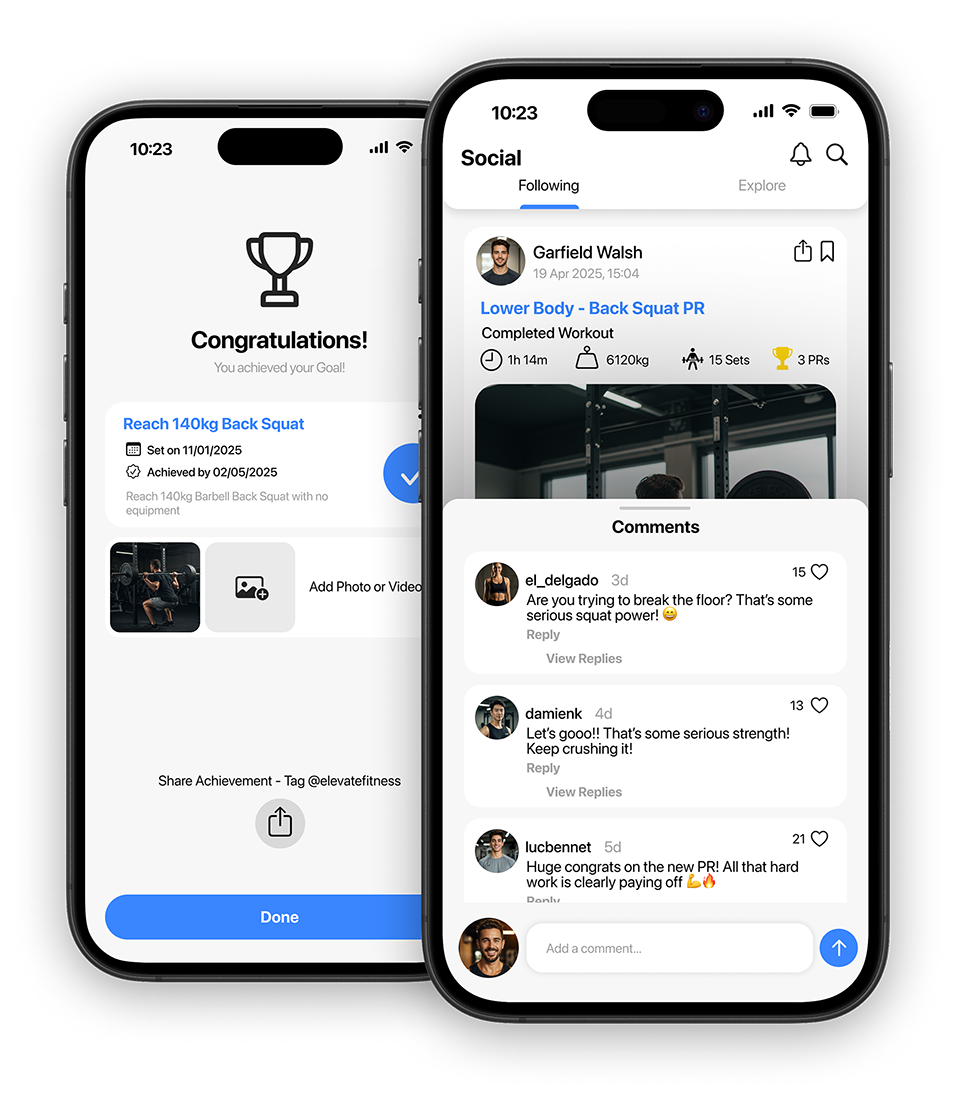 10:23
Congratulations!
You achieved your Goal!
Reach 140kg Back Squat
Set on 11/01/2025
Achieved by 02/05/2025
Reach 140kg Barbell Back Squat with no
equipment
Add Photo or Video
Share Achievement - Tag @elevatefitness
Done
10:23
Social
Following
Explore
Garfield Walsh
19 Apr 2025, 15:04
Lower Body - Back Squat PR
Completed Workout
1h 14m
6120kg
15 Sets
3 PRs
Comments
el_delgado 3d
15
Are you trying to break the floor? That's some
serious squat power! 😄
Reply
View Replies
damienk 4d
13
Let's gooo!! That's some serious strength!
Keep crushing it!
Reply
View Replies
lucbennet 5d
21
Huge congrats on the new PR! All that hard
work is clearly paying off 💪🔥
Reply
Add a comment...